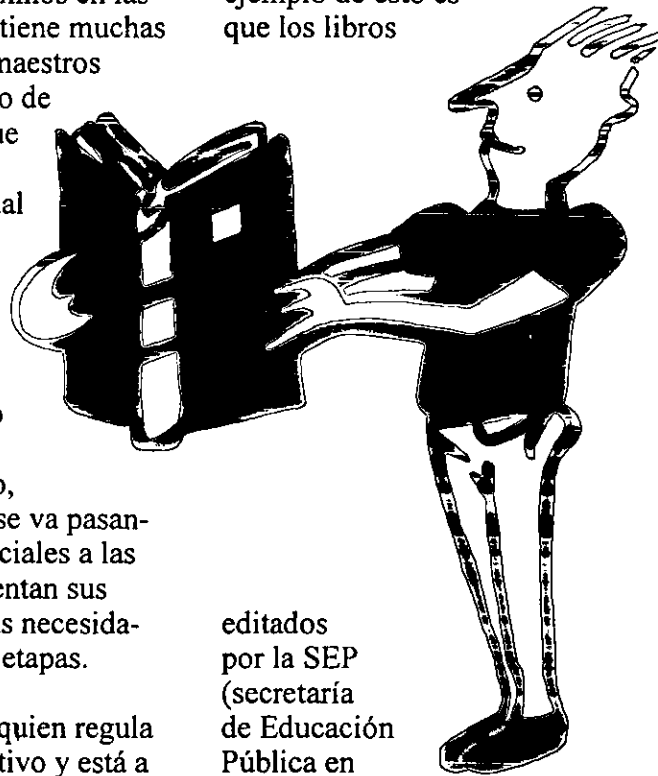 niños en las
tiene muchas
maestros
o de
ue
al
o
o,
se va pasan-
ciales a las
entan sus
s necesida-
etapas.
quien regula
tivo y está a
ejemplo de esto es
que los libros
editados
por la SEP
(secretaría
de Educación
Pública en